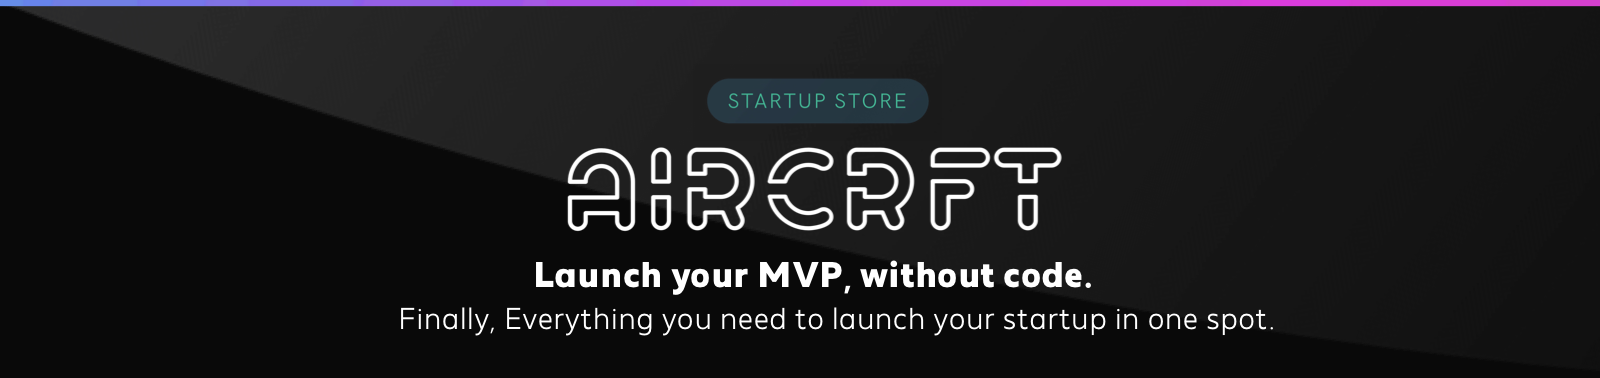 STARTUP STORE
AIRCRFT
Launch your MVP, without code.
Finally, Everything you need to launch your startup in one spot.